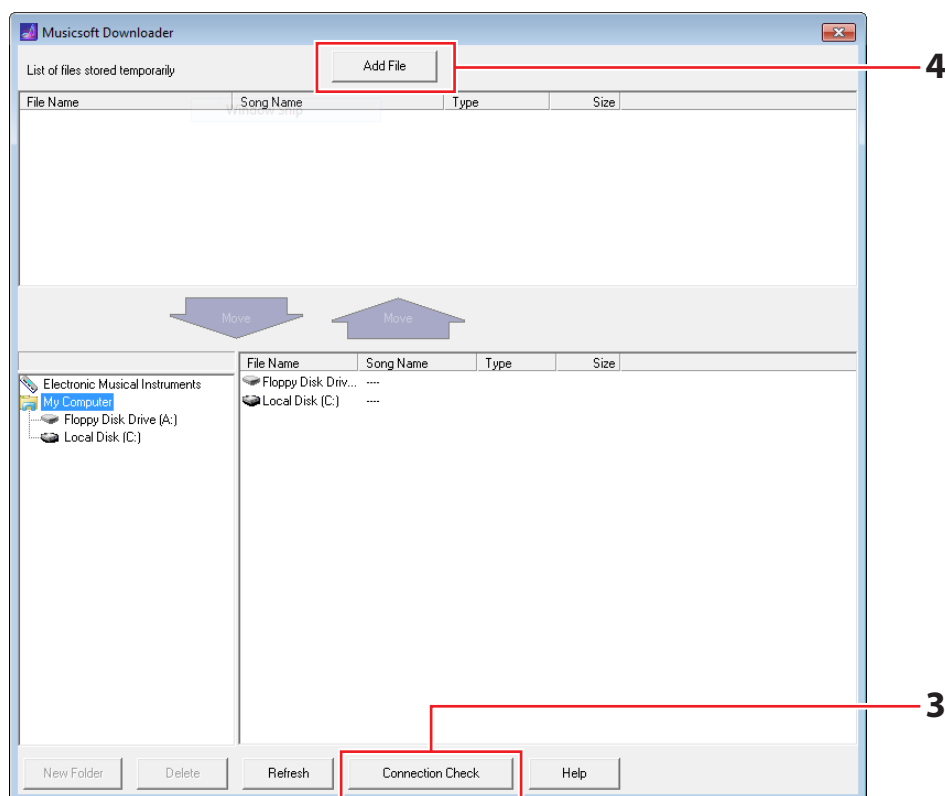 Musicsoft Downloader
Add File
4
List of files stored temporarily
File Name Song Name Type Size
Window Snip
Move Move
File Name Song Name Type Size
Electronic Musical Instruments
Floppy Disk Driv... ----
My Computer
Local Disk (C:) ----
Floppy Disk Drive (A:)
Local Disk (C:)
3
New Folder Delete Refresh Connection Check Help